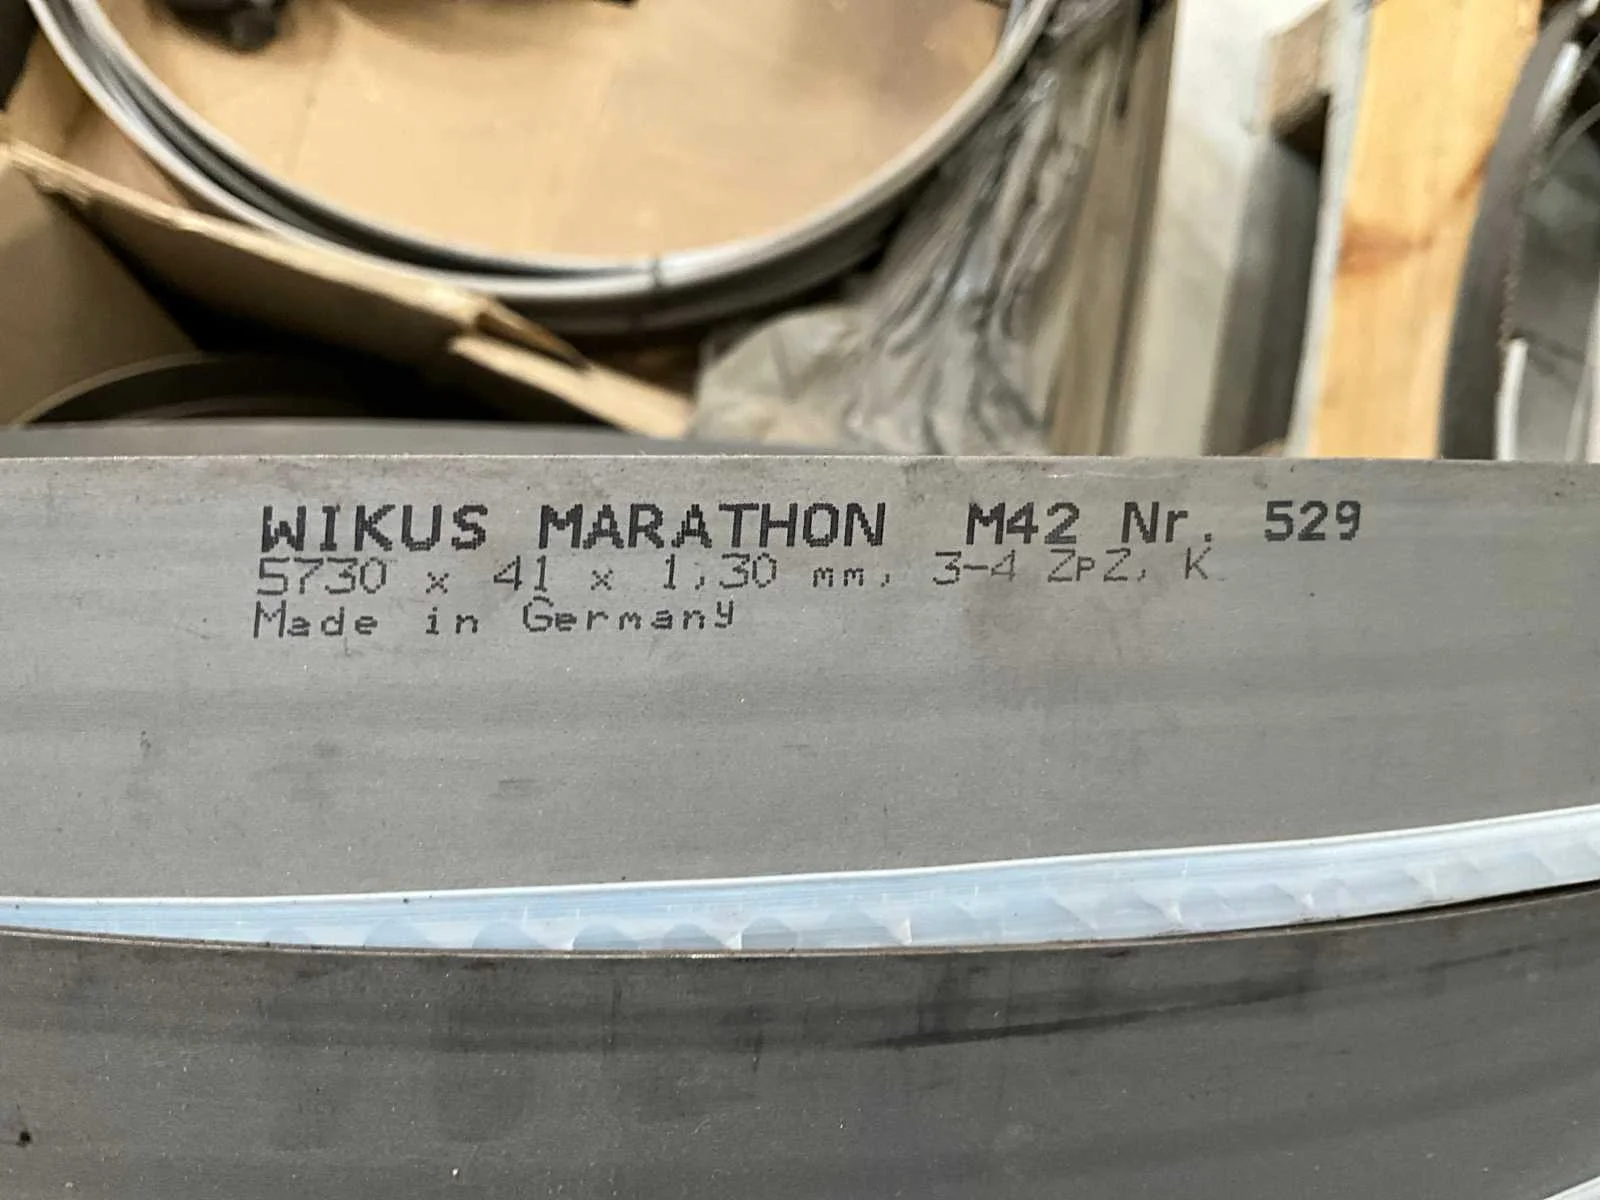 WIKUS MARATHON M42 Nr. 529
5730 x 41 x 1,30 mm, 3-4 ZpZ, K
Made in Germany